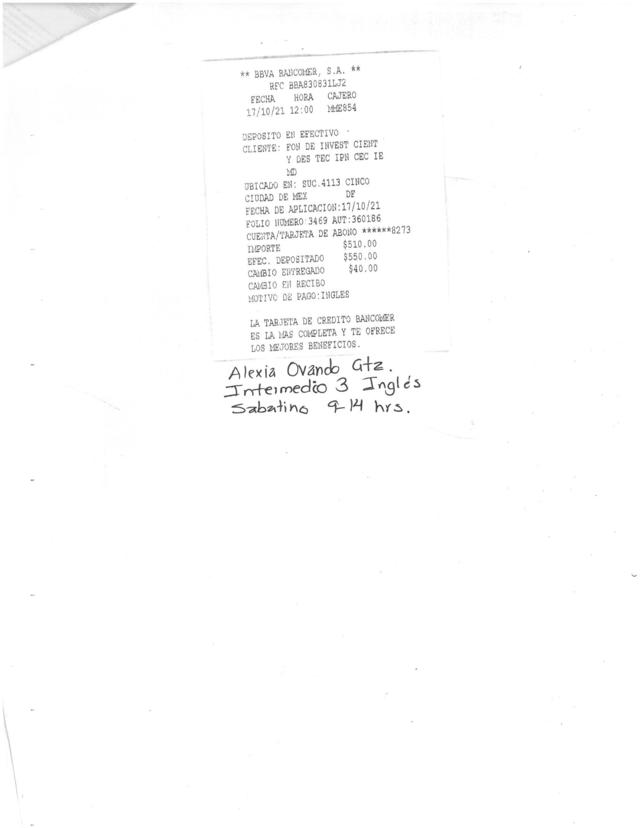 ** BBVA BANCOMER, S.A. **
RFC BBA830831LJ2
FECHA HORA CAJERO
17/10/21 12:00 MME854
DEPOSITO EN EFECTIVO
CLIENTE: FON DE INVEST CIENT
Y DES TEC IPN CEC IE
MD
UBICADO EN: SUC.4113 CINCO
CIUDAD DE MEX DF
FECHA DE APLICACION:17/10/21
FOLIO NUMERO:3469 AUT:360186
CUENTA/TARJETA DE ABONO ******8273
IMPORTE $510.00
EFEC. DEPOSITADO $550.00
CAMBIO ENTREGADO $40.00
CAMBIO EN RECIBO
MOTIVO DE PAGO:INGLES
LA TARJETA DE CREDITO BANCOMER
ES LA MAS COMPLETA Y TE OFRECE
LOS MEJORES BENEFICIOS.
Alexia Ovando Gtz.
Intermedio 3 Inglés
Sabatino 9-14 hrs.